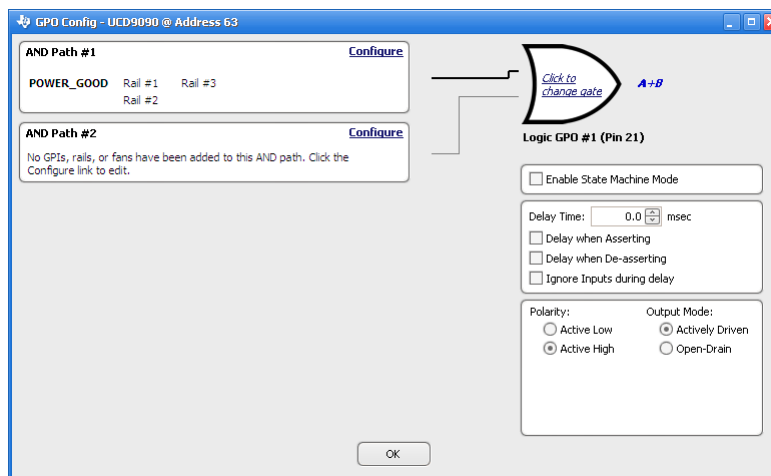 GPO Config - UCD9090 @ Address 63
AND Path #1 Configure
POWER_GOOD Rail #1 Rail #3
Rail #2
AND Path #2 Configure
No GPIs, rails, or fans have been added to this AND path. Click the
Configure link to edit.
Click to
change gate
A+B
Logic GPO #1 (Pin 21)
Enable State Machine Mode
Delay Time: 0.0 msec
Delay when Asserting
Delay when De-asserting
Ignore Inputs during delay
Polarity: Output Mode:
Active Low Actively Driven
Active High Open-Drain
OK